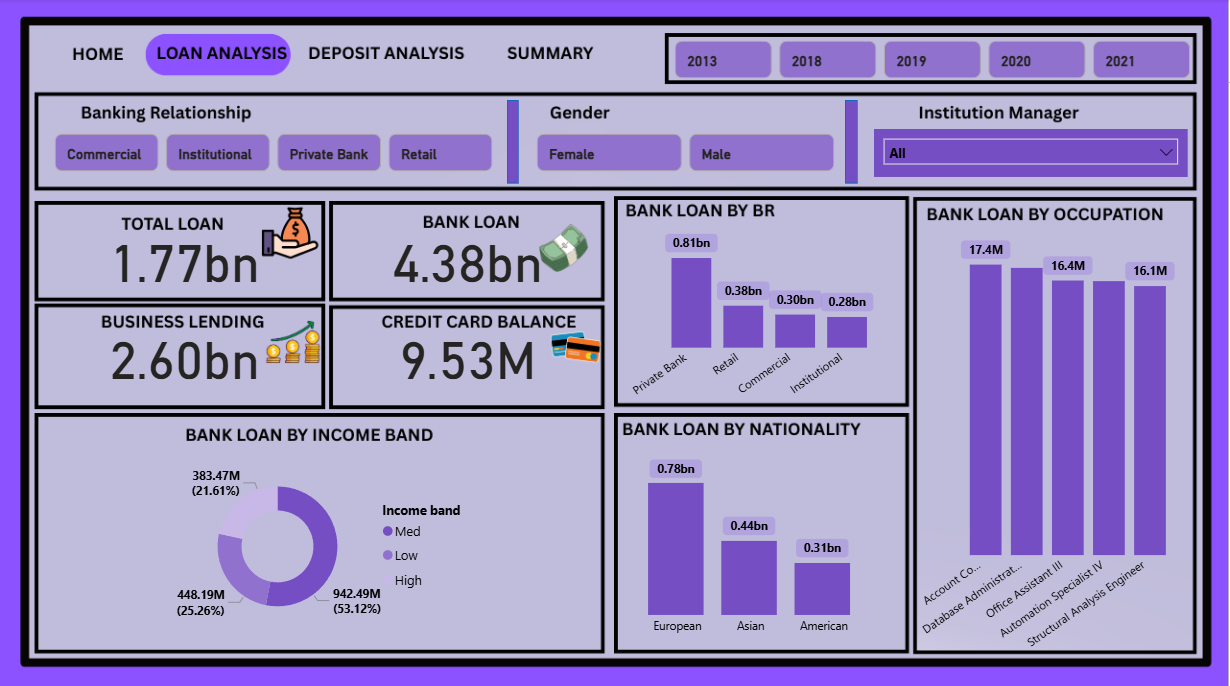 HOME
LOAN ANALYSIS
DEPOSIT ANALYSIS
SUMMARY
2013
2018
2019
2020
2021
Banking Relationship
Commercial
Institutional
Private Bank
Retail
Gender
Female
Male
Institution Manager
All
TOTAL LOAN
1.77bn
BANK LOAN
4.38bn
BUSINESS LENDING
2.60bn
CREDIT CARD BALANCE
9.53M
BANK LOAN BY BR
0.81bn
0.38bn
0.30bn
0.28bn
Private Bank
Retail
Commercial
Institutional
BANK LOAN BY OCCUPATION
17.4M
16.4M
16.1M
Account Co...
Database Administrat...
Office Assistant III
Automation Specialist IV
Structural Analysis Engineer
BANK LOAN BY INCOME BAND
383.47M
(21.61%)
448.19M
(25.26%)
942.49M
(53.12%)
Income band
Med
Low
High
BANK LOAN BY NATIONALITY
0.78bn
0.44bn
0.31bn
European
Asian
American